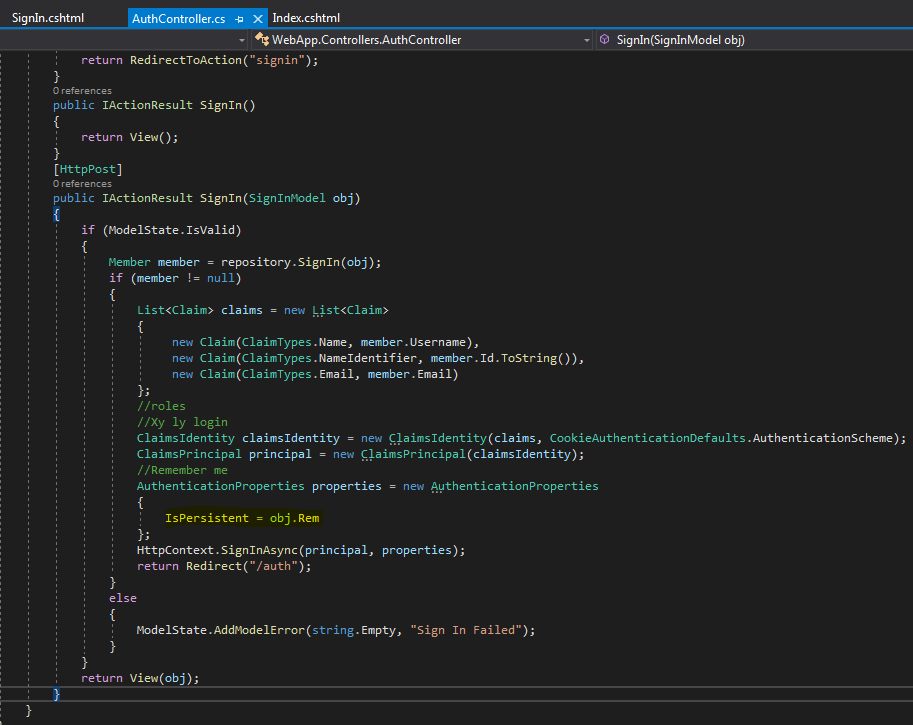 SignIn.cshtml AuthController.cs Index.cshtml
WebApp.Controllers.AuthController SignIn(SignInModel obj)
return RedirectToAction("signin");
}
0 references
public IActionResult SignIn()
{
return View();
}
[HttpPost]
0 references
public IActionResult SignIn(SignInModel obj)
{
if (ModelState.IsValid)
{
Member member = repository.SignIn(obj);
if (member != null)
{
List<Claim> claims = new List<Claim>
{
new Claim(ClaimTypes.Name, member.Username),
new Claim(ClaimTypes.NameIdentifier, member.Id.ToString()),
new Claim(ClaimTypes.Email, member.Email)
};
//roles
//Xy ly login
ClaimsIdentity claimsIdentity = new ClaimsIdentity(claims, CookieAuthenticationDefaults.AuthenticationScheme);
ClaimsPrincipal principal = new ClaimsPrincipal(claimsIdentity);
//Remember me
AuthenticationProperties properties = new AuthenticationProperties
{
IsPersistent = obj.Rem
};
HttpContext.SignInAsync(principal, properties);
return Redirect("/auth");
}
else
{
ModelState.AddModelError(string.Empty, "Sign In Failed");
}
}
return View(obj);
}
}